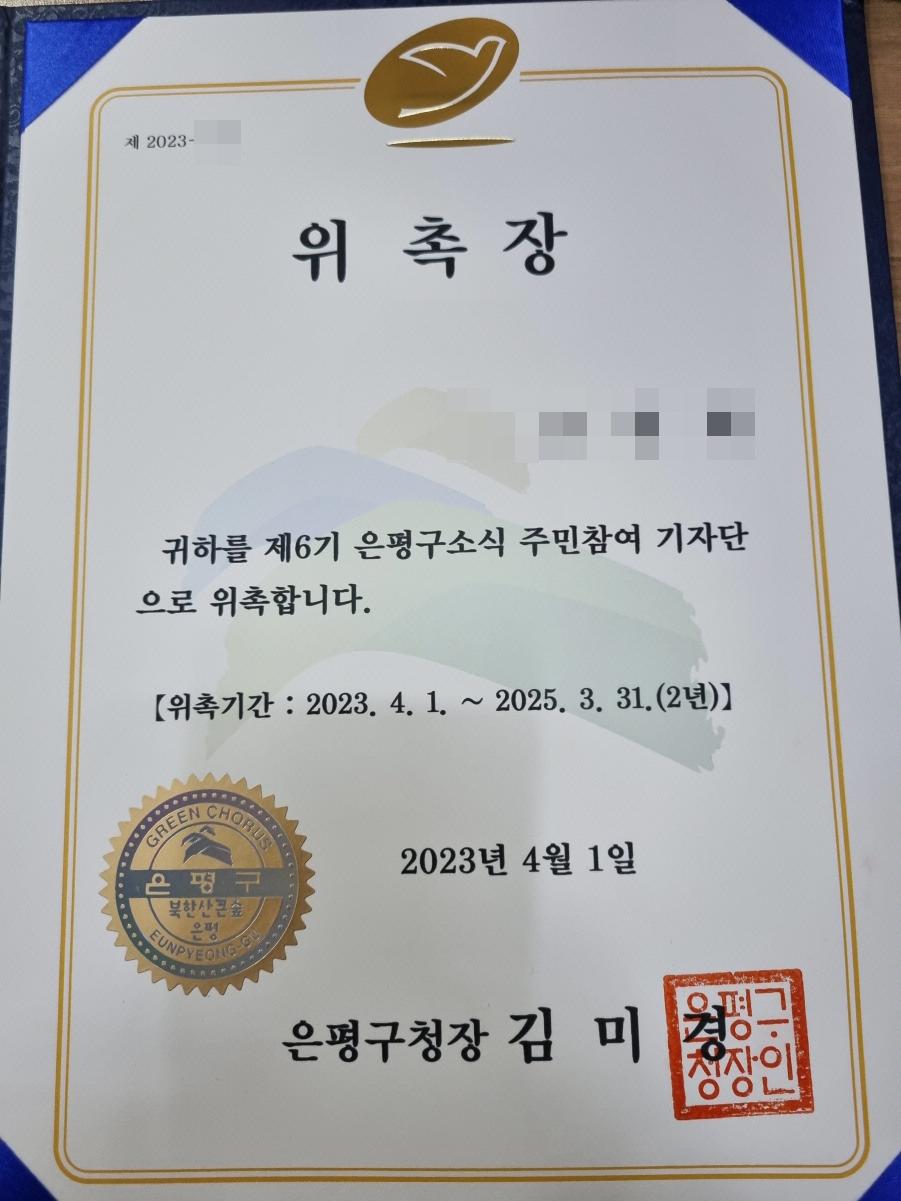 제 2023-
위 촉 장
귀하를 제6기 은평구소식 주민참여 기자단
으로 위촉합니다.
【위촉기간 : 2023. 4. 1. ~ 2025. 3. 31.(2년)】
2023년 4월 1일
GREEN CHORUS
은평구
북한산큰숲
은평
EUNPYEONG-GU
은평구청장 김 미 경
은평구
청장인